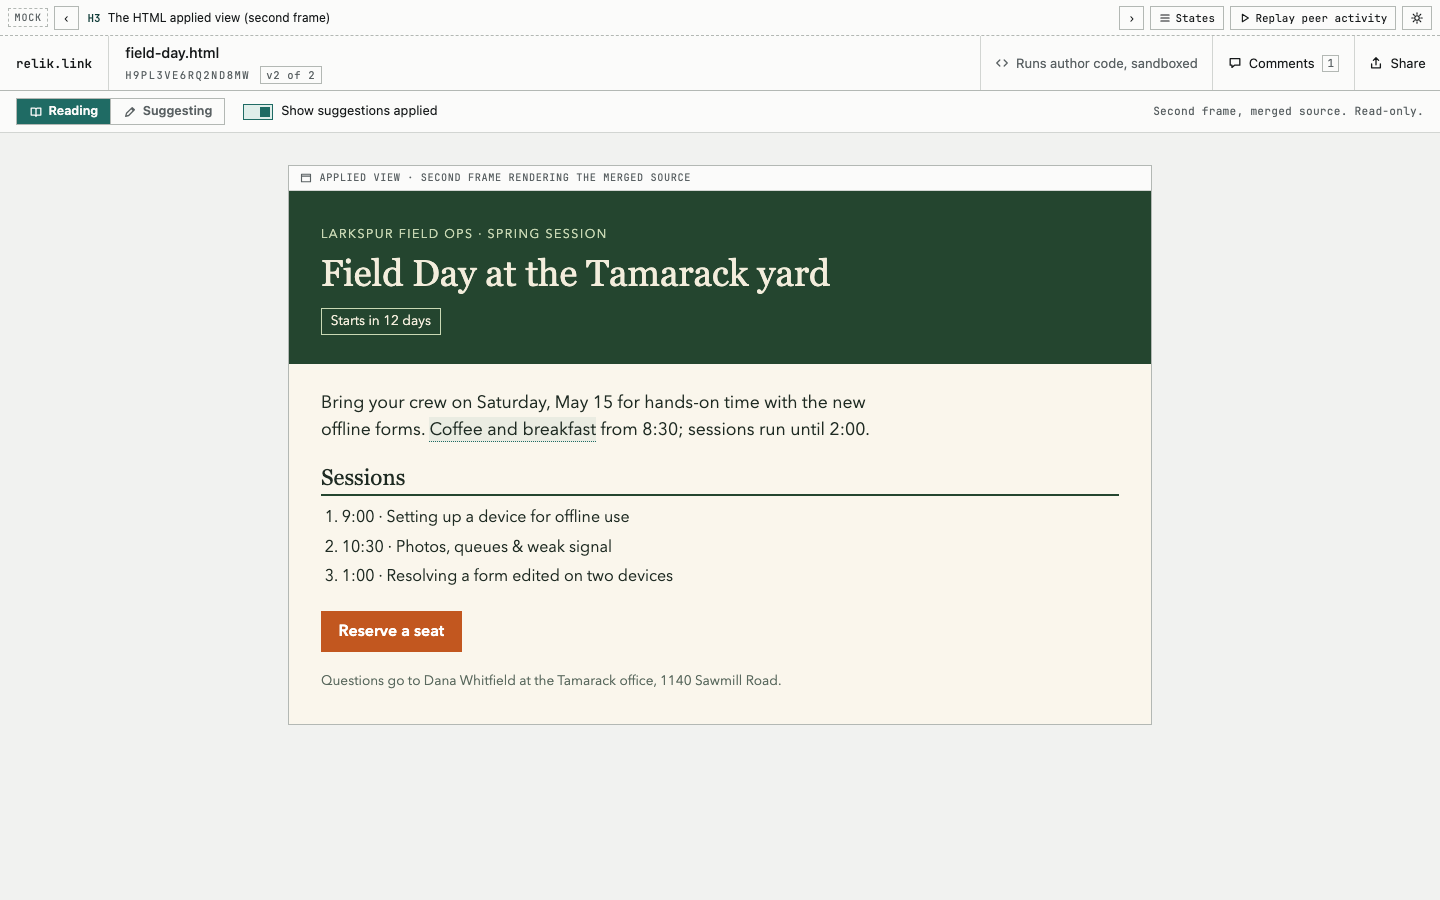 MOCK
‹
H3 The HTML applied view (second frame)
›
States
Replay peer activity
relik.link
field-day.html
H9PL3VE6RQ2ND8MW v2 of 2
Runs author code, sandboxed
Comments 1
Share
Reading
Suggesting
Show suggestions applied
Second frame, merged source. Read-only.
APPLIED VIEW · SECOND FRAME RENDERING THE MERGED SOURCE
LARKSPUR FIELD OPS · SPRING SESSION
Field Day at the Tamarack yard
Starts in 12 days
Bring your crew on Saturday, May 15 for hands-on time with the new
offline forms. Coffee and breakfast from 8:30; sessions run until 2:00.
Sessions
1. 9:00 · Setting up a device for offline use
2. 10:30 · Photos, queues & weak signal
3. 1:00 · Resolving a form edited on two devices
Reserve a seat
Questions go to Dana Whitfield at the Tamarack office, 1140 Sawmill Road.